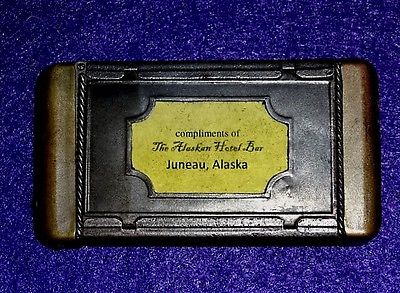 compliments of
The Alaskan Hotel Bar
Juneau, Alaska